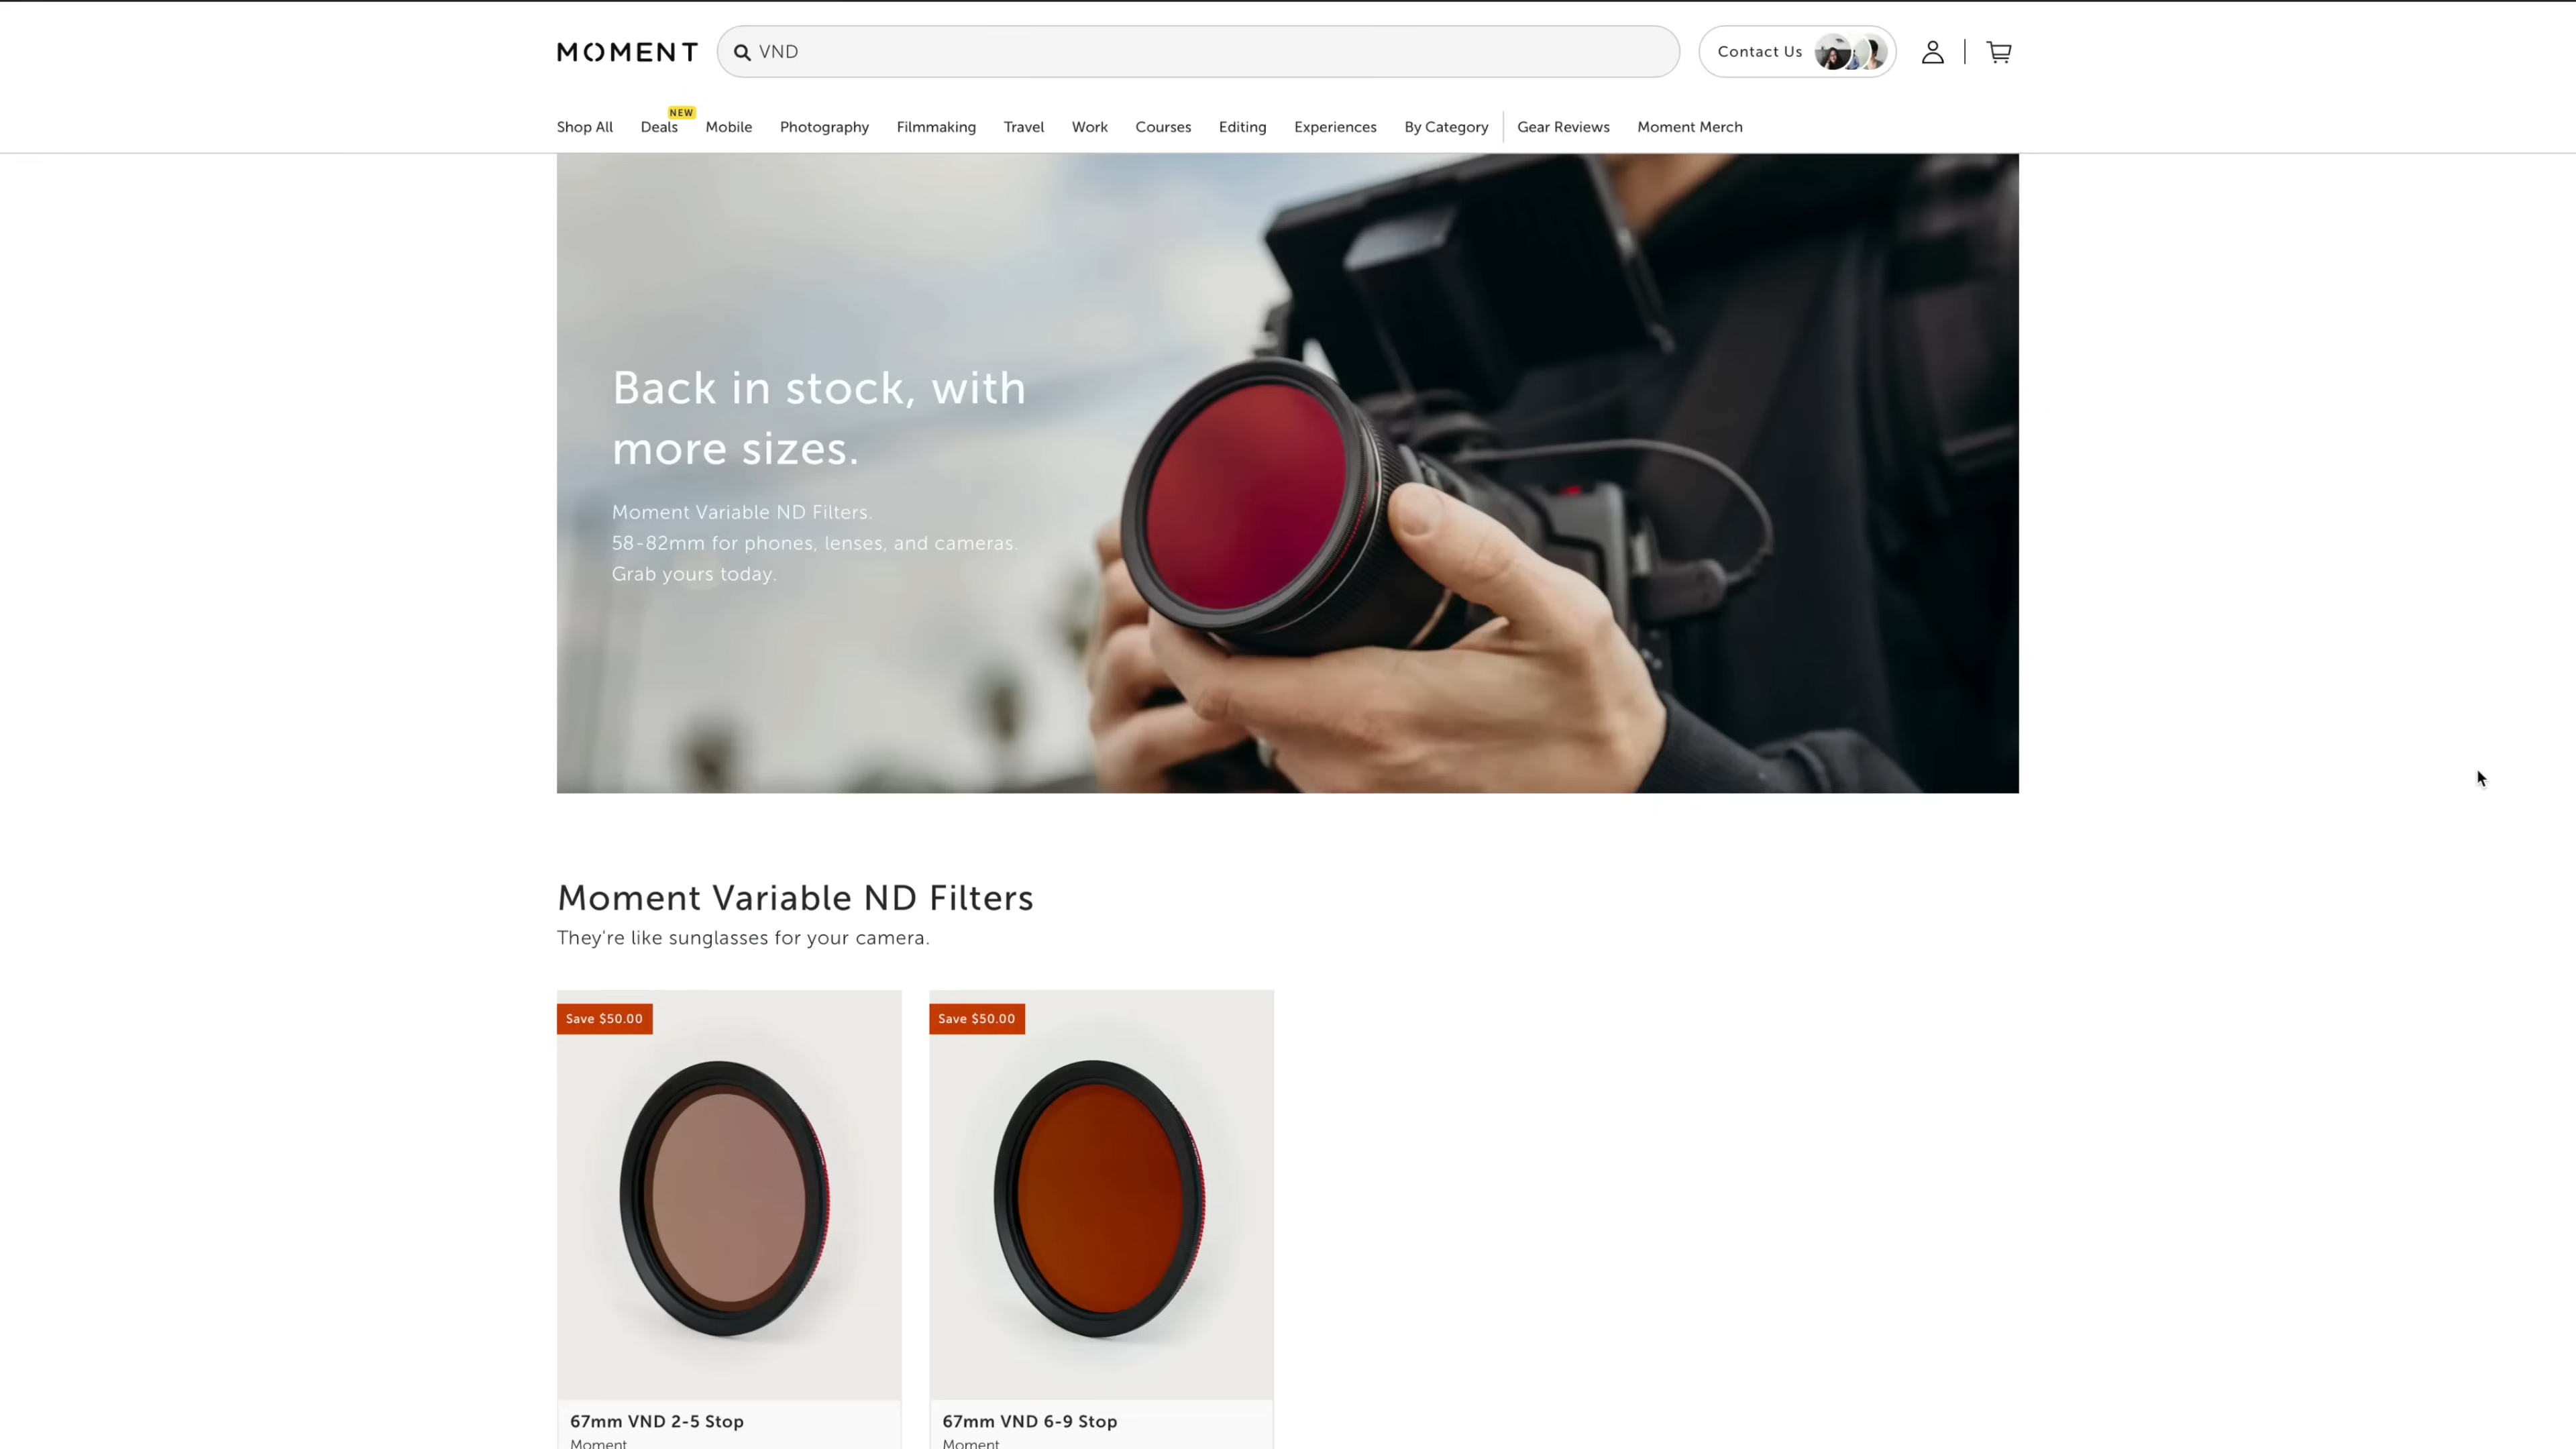 MOMENT
VND
Contact Us
NEW
Shop All Deals Mobile Photography Filmmaking Travel Work Courses Editing Experiences By Category Gear Reviews Moment Merch
Back in stock, with
more sizes.
Moment Variable ND Filters.
58-82mm for phones, lenses, and cameras.
Grab yours today.
Moment Variable ND Filters
They're like sunglasses for your camera.
Save $50.00
Save $50.00
67mm VND 2-5 Stop
Moment
67mm VND 6-9 Stop
Moment